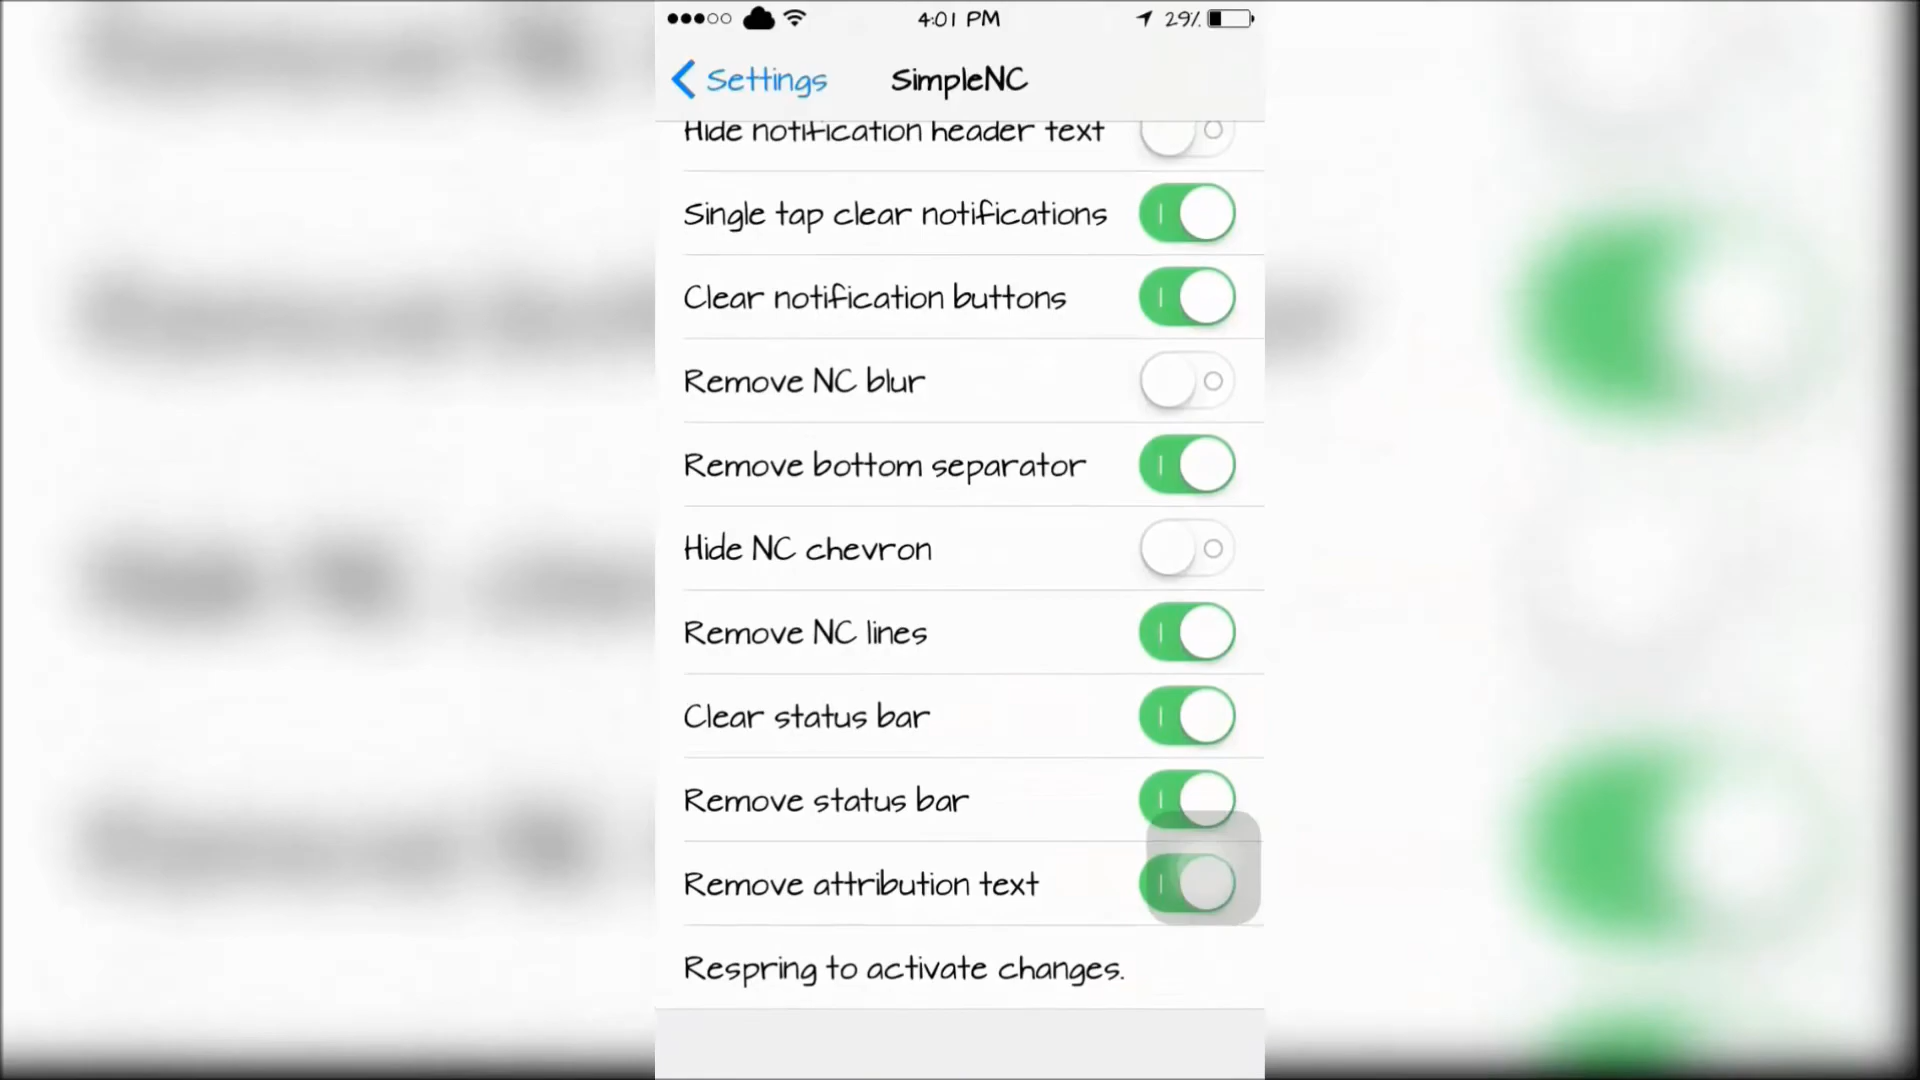 4:01 PM
29%
Settings
SimpleNC
Hide notification header text
Single tap clear notifications
Clear notification buttons
Remove NC blur
Remove bottom separator
Hide NC chevron
Remove NC lines
Clear status bar
Remove status bar
Remove attribution text
Respring to activate changes.